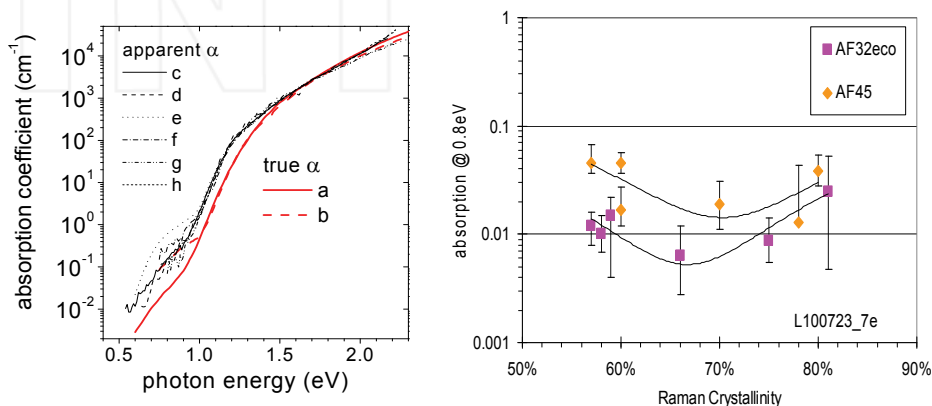 absorption coefficient (cm⁻¹)
10⁴
10³
10²
10¹
10⁰
10⁻¹
10⁻²
apparent α
c
d
e
f
g
h
true α
a
b
0.5
1.0
1.5
2.0
photon energy (eV)
absorption @ 0.8eV
1
0.1
0.01
0.001
AF32eco
AF45
L100723_7e
50%
60%
70%
80%
90%
Raman Crystallinity